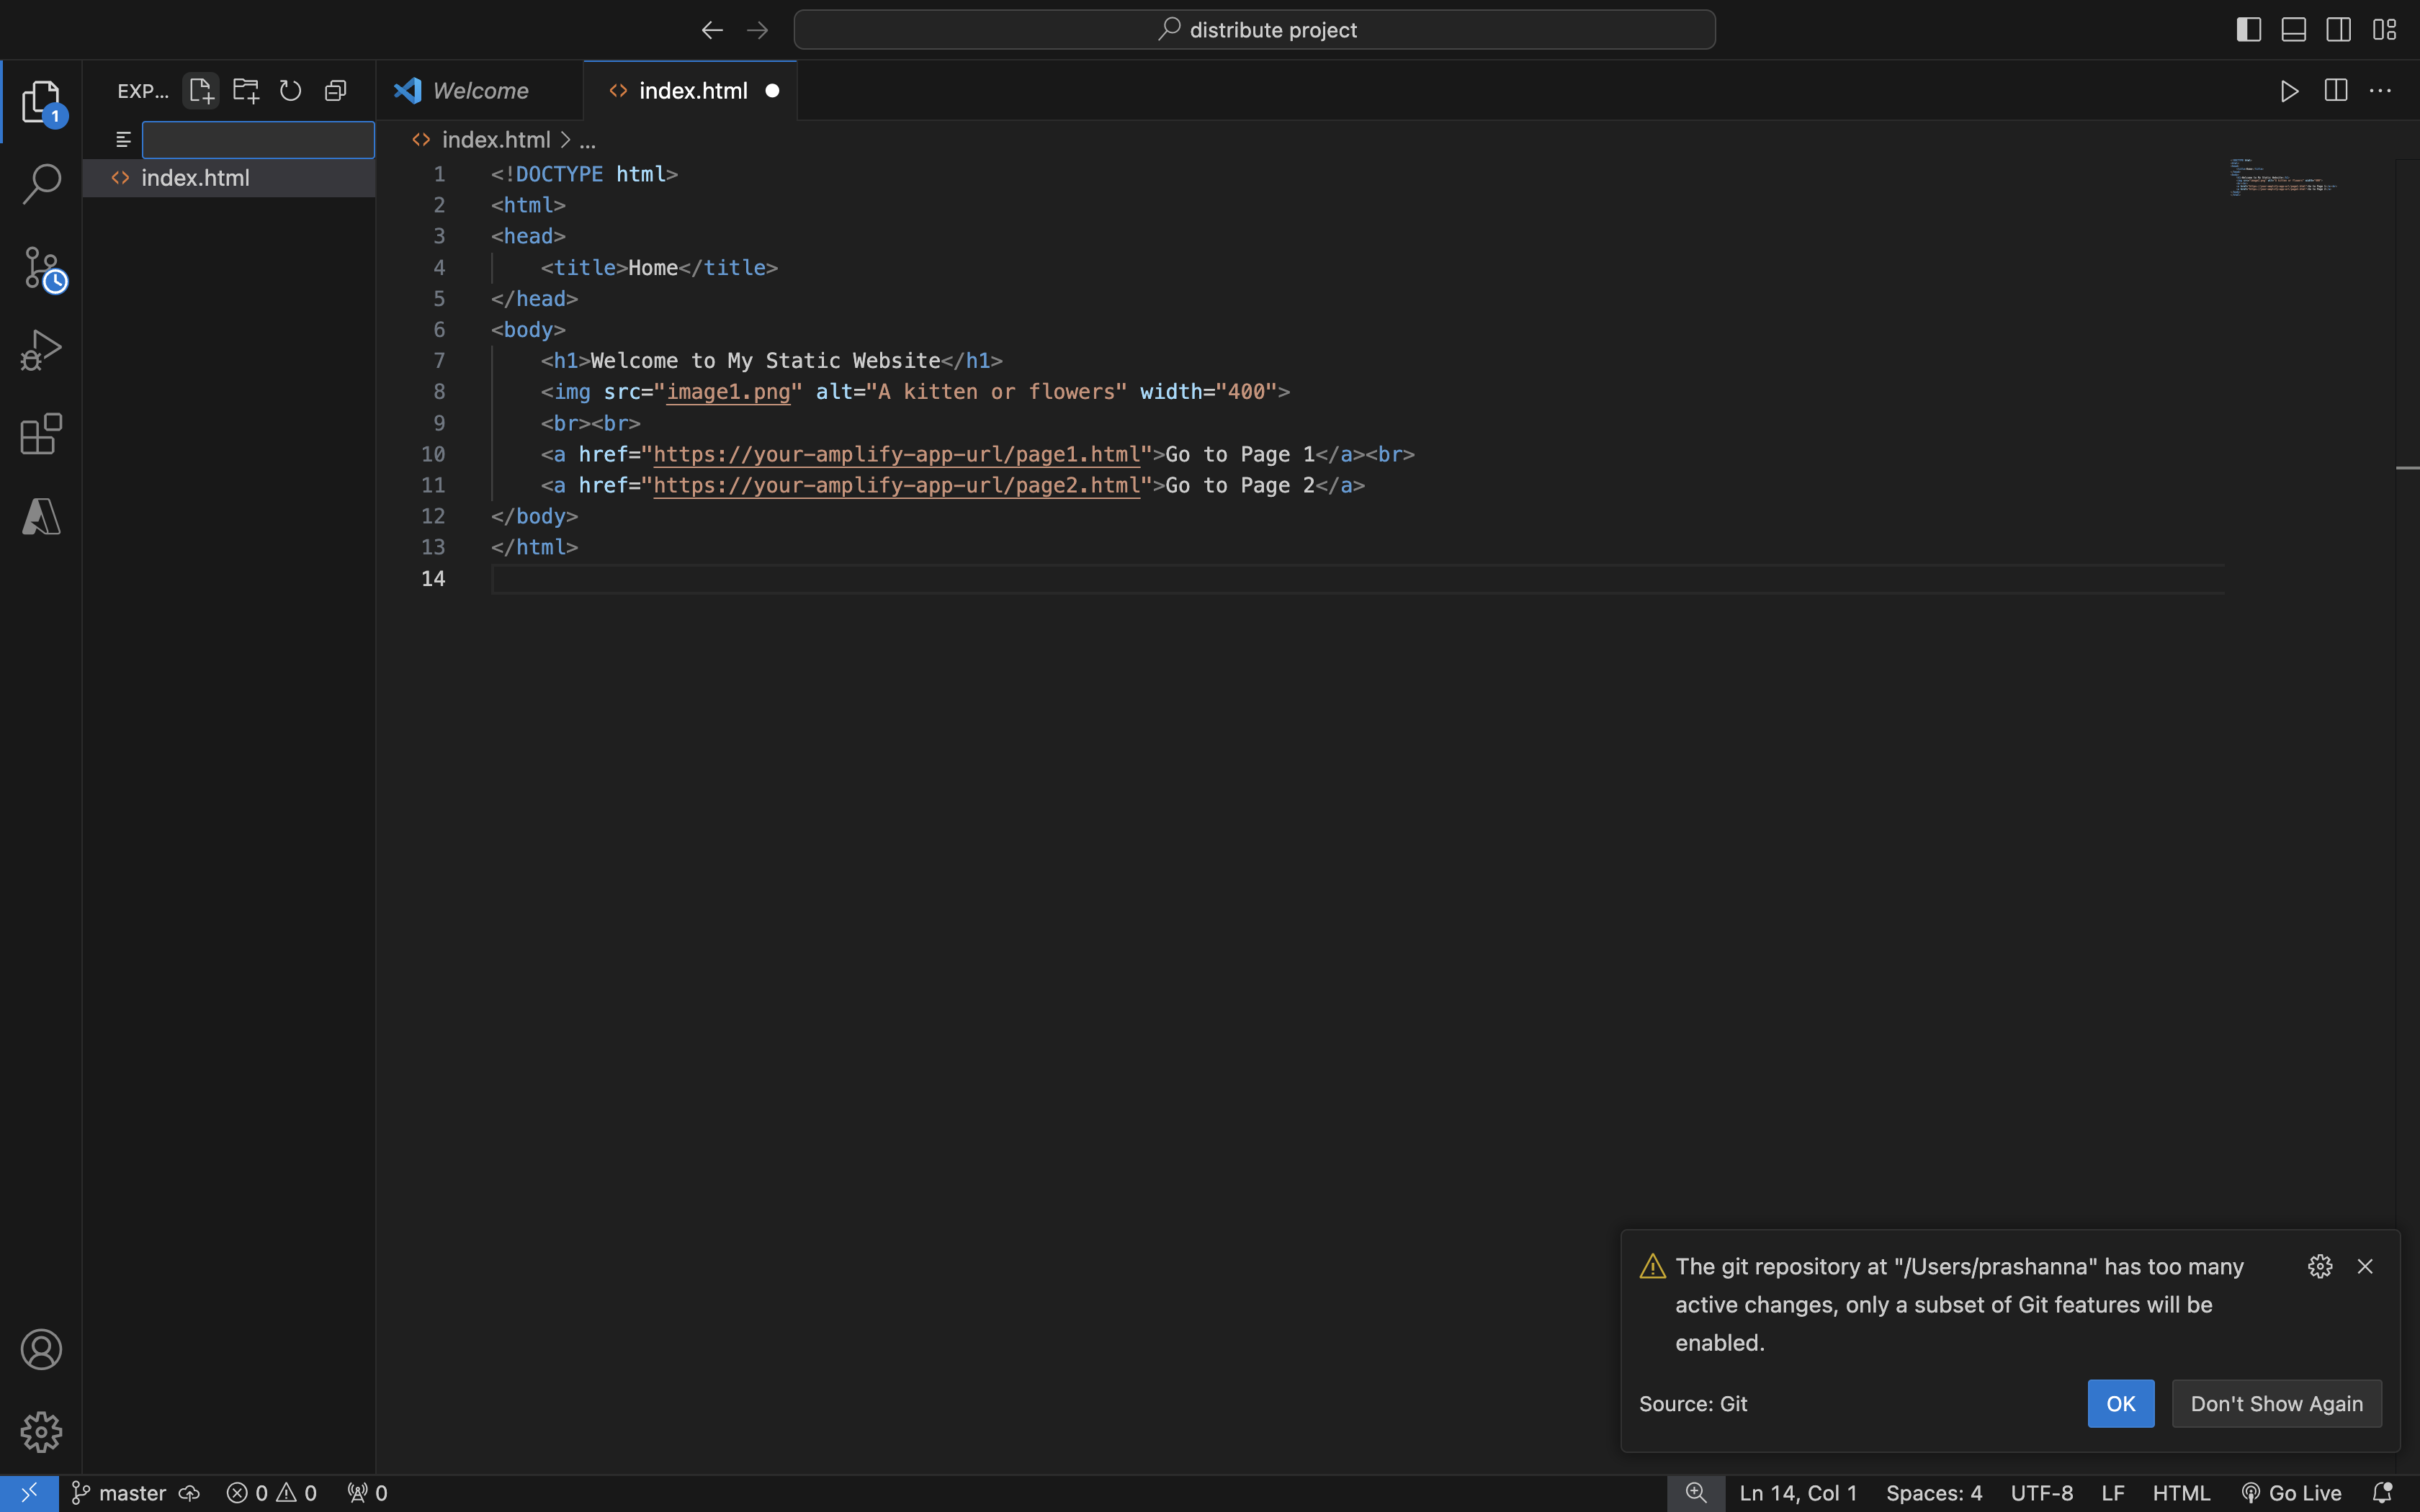 distribute project
EXP...
Welcome
index.html
1
index.html > ...
index.html
1 <!DOCTYPE html>
2 <html>
3 <head>
4     <title>Home</title>
5 </head>
6 <body>
7     <h1>Welcome to My Static Website</h1>
8     <img src="image1.png" alt="A kitten or flowers" width="400">
9     <br><br>
10     <a href="https://your-amplify-app-url/page1.html">Go to Page 1</a><br>
11     <a href="https://your-amplify-app-url/page2.html">Go to Page 2</a>
12 </body>
13 </html>
14
The git repository at "/Users/prashanna" has too many
active changes, only a subset of Git features will be
enabled.
Source: Git
OK
Don't Show Again
master 0 0 0 Ln 14, Col 1 Spaces: 4 UTF-8 LF HTML Go Live